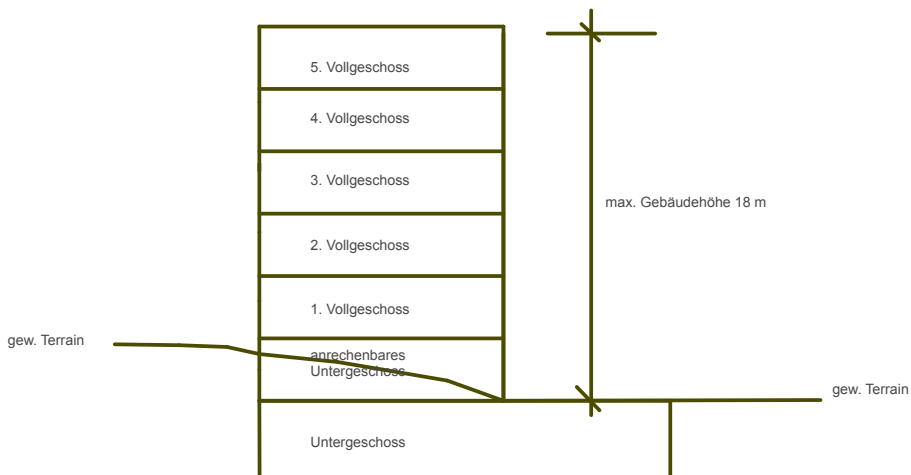 5. Vollgeschoss
4. Vollgeschoss
3. Vollgeschoss
max. Gebäudehöhe 18 m
2. Vollgeschoss
1. Vollgeschoss
gew. Terrain
anrechenbares
Untergeschoss
gew. Terrain
Untergeschoss